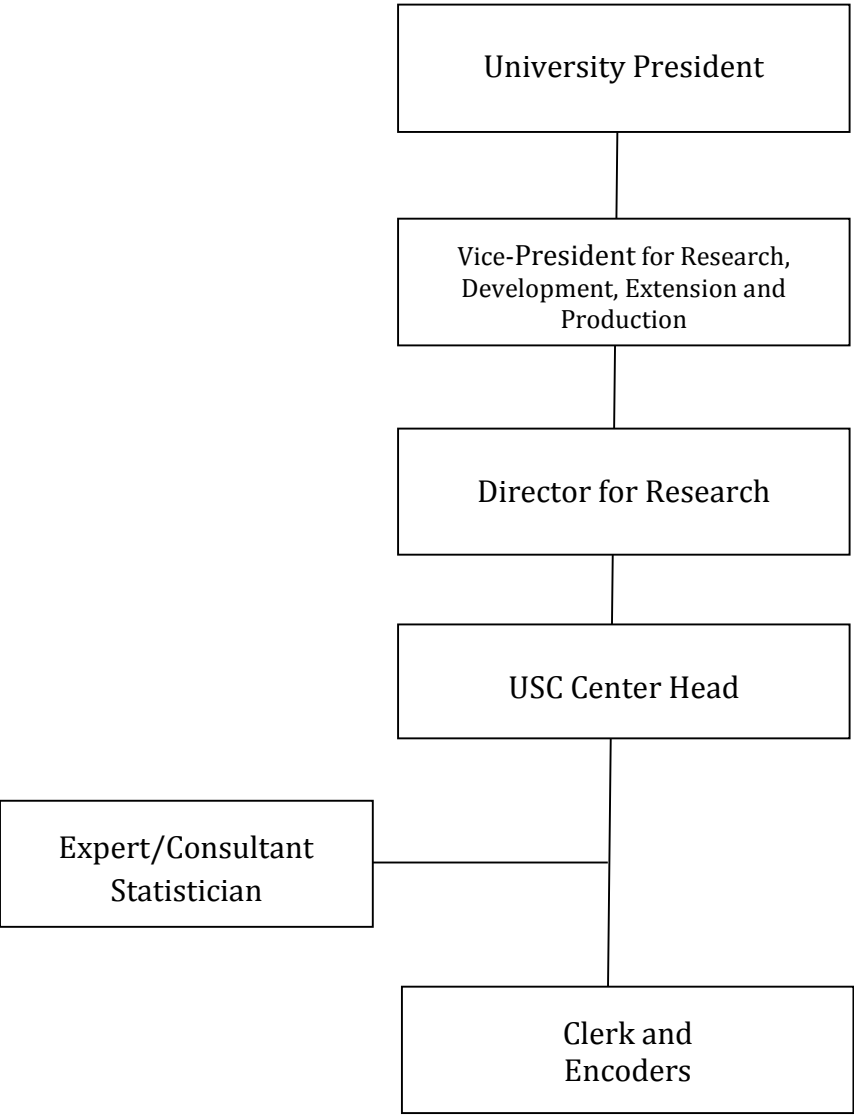 University President
Vice-President for Research,
Development, Extension and
Production
Director for Research
USC Center Head
Expert/Consultant
Statistician
Clerk and
Encoders